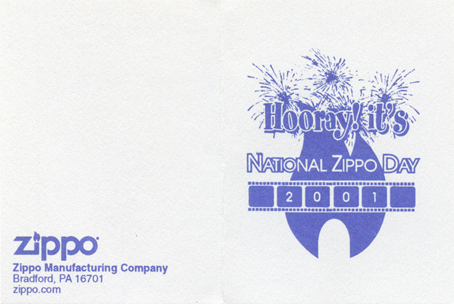 Hooray! it's
NATIONAL ZIPPO DAY
2001
zippo
Zippo Manufacturing Company
Bradford, PA 16701
zippo.com